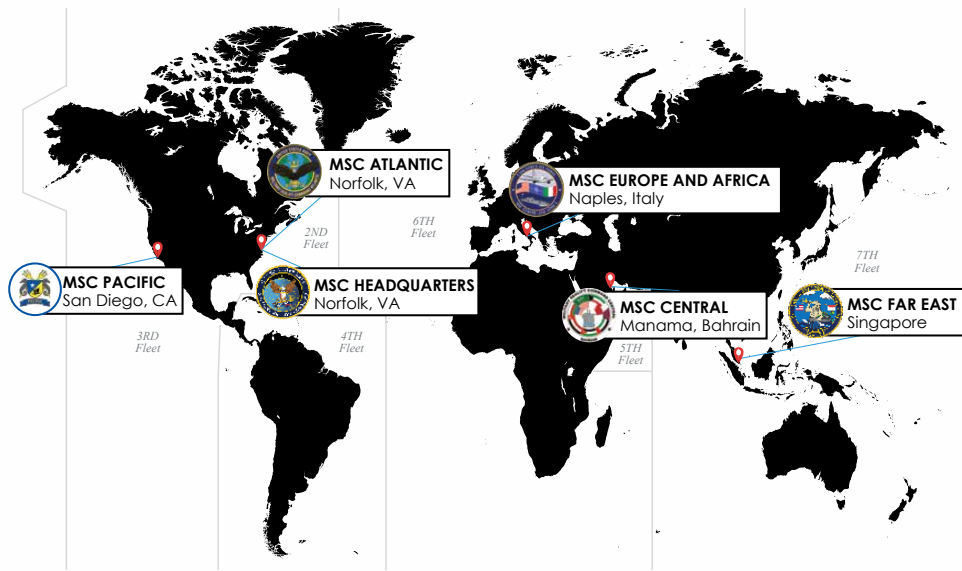 MSC ATLANTIC
Norfolk, VA
MSC EUROPE AND AFRICA
Naples, Italy
6TH
Fleet
2ND
Fleet
7TH
Fleet
MSC PACIFIC
San Diego, CA
MSC HEADQUARTERS
Norfolk, VA
MSC CENTRAL
Manama, Bahrain
MSC FAR EAST
Singapore
3RD
Fleet
4TH
Fleet
5TH
Fleet